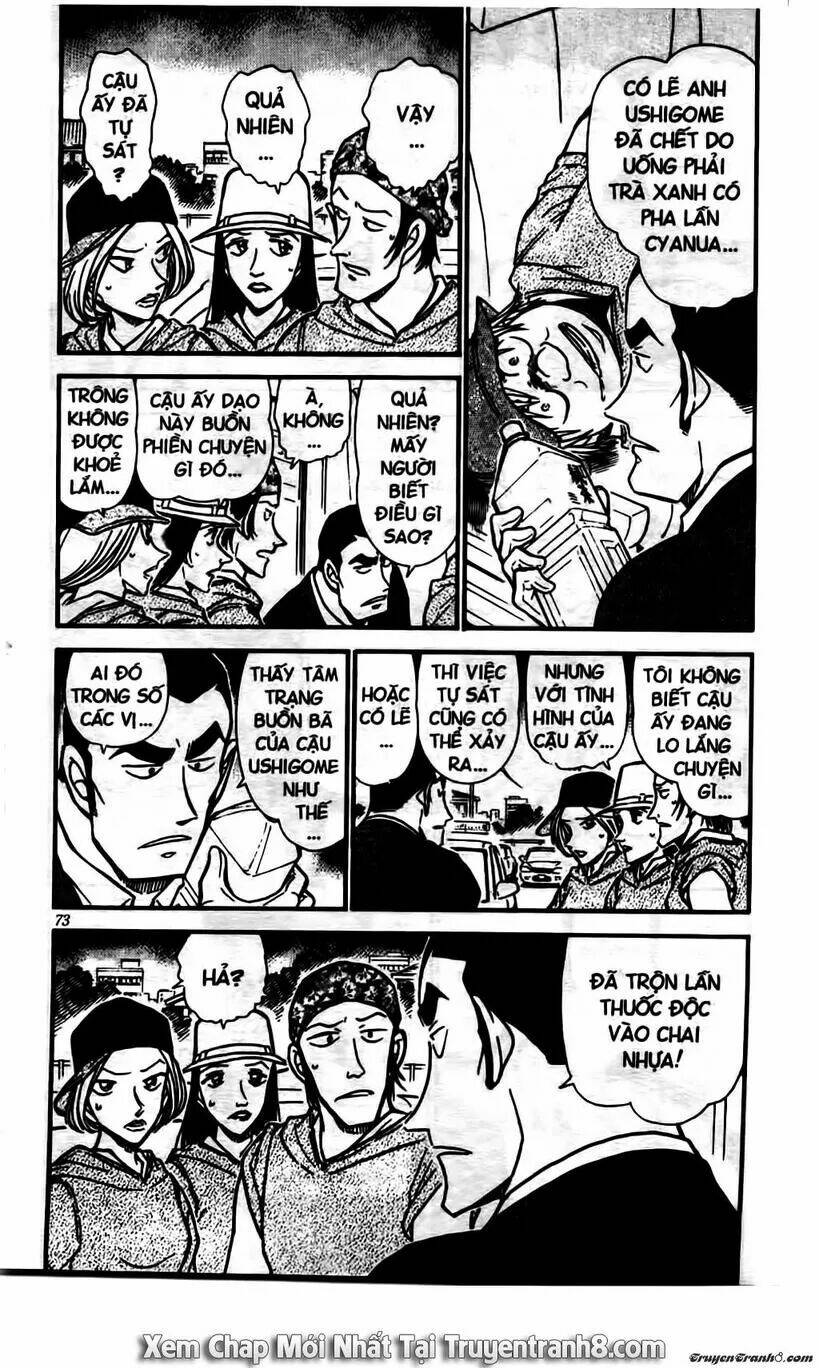 CÓ LẼ ANH
USHIGOME
ĐÃ CHẾT DO
UỐNG PHẢI
TRÀ XANH CÓ
PHA LẪN
CYANUA...
VẬY
...
QUẢ
NHIÊN
...
CẬU
ẤY ĐÃ
TỰ
SÁT
?
QUẢ
NHIÊN?
MẤY
NGƯỜI
BIẾT
ĐIỀU GÌ
SAO?
À,
KHÔNG
...
CẬU ẤY DẠO
NÀY BUỒN
PHIỀN CHUYỆN
GÌ ĐÓ...
TRÔNG
KHÔNG
ĐƯỢC
KHOẺ
LẮM...
TÔI KHÔNG
BIẾT CẬU
ẤY ĐANG
LO LẮNG
CHUYỆN
GÌ...
NHƯNG
VỚI TÌNH
HÌNH CỦA
CẬU ẤY...
THÌ VIỆC
TỰ SÁT
CŨNG CÓ
THỂ XẢY
RA...
HOẶC
CÓ LẼ
...
THẤY TÂM
TRẠNG
BUỒN BÃ
CỦA CẬU
USHIGOME
NHƯ
THẾ
...
AI ĐÓ
TRONG SỐ
CÁC VỊ...
73
ĐÃ TRỘN LẪN
THUỐC ĐỘC
VÀO CHAI
NHỰA!
HẢ?
Xem Chap Mới Nhất Tại Truyentranh8.com
TruyenTranh8.com